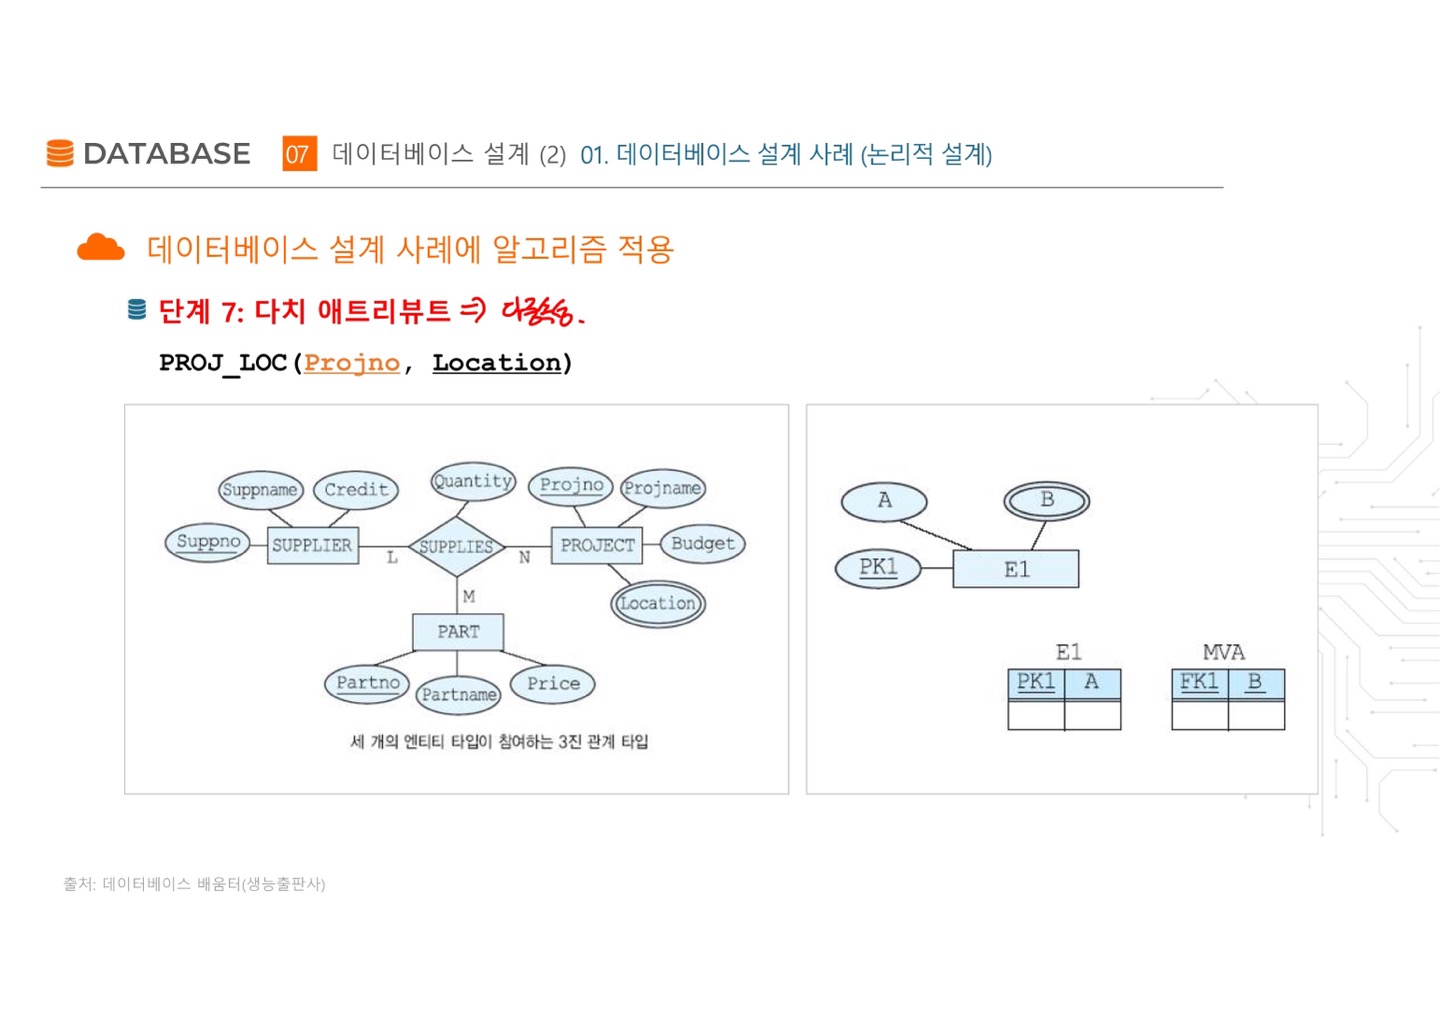 DATABASE 07 데이터베이스 설계 (2) 01. 데이터베이스 설계 사례 (논리적 설계)
데이터베이스 설계 사례에 알고리즘 적용
단계 7: 다치 애트리뷰트 => 다중속성.
PROJ_LOC(Projno, Location)
Suppname Credit Quantity Projno Projname
Suppno SUPPLIER L SUPPLIES N PROJECT Budget
M Location
PART
Partno Partname Price
세 개의 엔티티 타입이 참여하는 3진 관계 타입
A B
PK1 E1
E1 MVA
PK1 A FK1 B
출처: 데이터베이스 배움터(생능출판사)